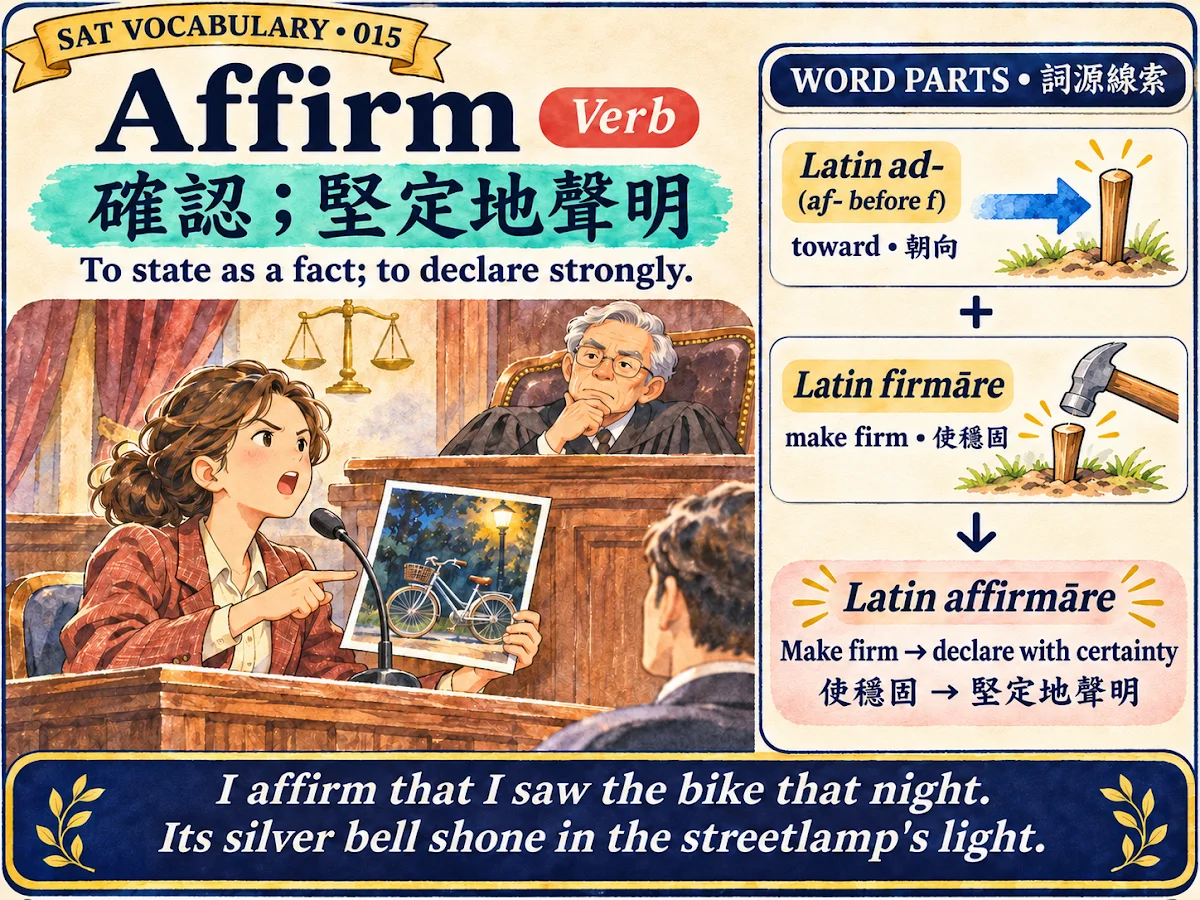 SAT VOCABULARY • 015
Affirm
Verb
確認；堅定地聲明
To state as a fact; to declare strongly.
WORD PARTS • 詞源線索
Latin ad-
(af- before f)
toward • 朝向
+
Latin firmāre
make firm • 使穩固
↓
Latin affirmāre
Make firm → declare with certainty
使穩固 → 堅定地聲明
I affirm that I saw the bike that night.
Its silver bell shone in the streetlamp's light.